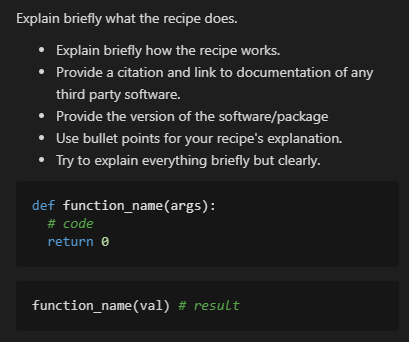 Explain briefly what the recipe does.
• Explain briefly how the recipe works.
• Provide a citation and link to documentation of any
third party software.
• Provide the version of the software/package
• Use bullet points for your recipe's explanation.
• Try to explain everything briefly but clearly.
def function_name(args):
  # code
  return 0
function_name(val) # result